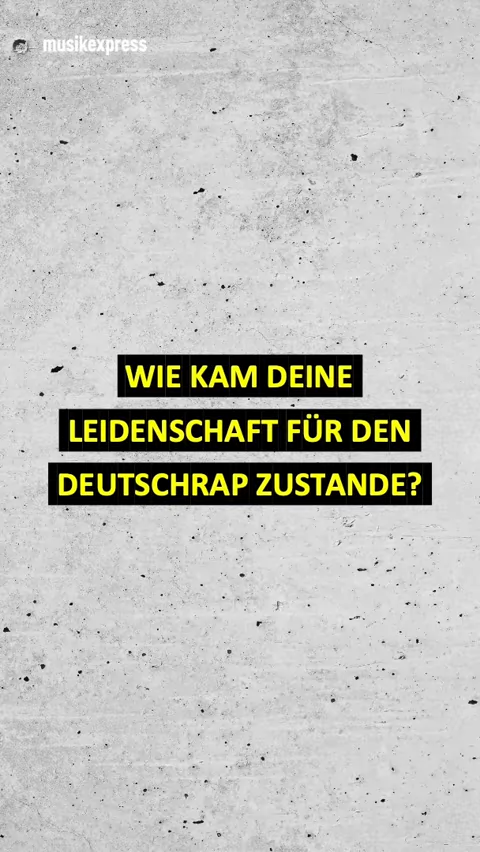 musikexpress
WIE KAM DEINE
LEIDENSCHAFT FÜR DEN
DEUTSCHRAP ZUSTANDE?